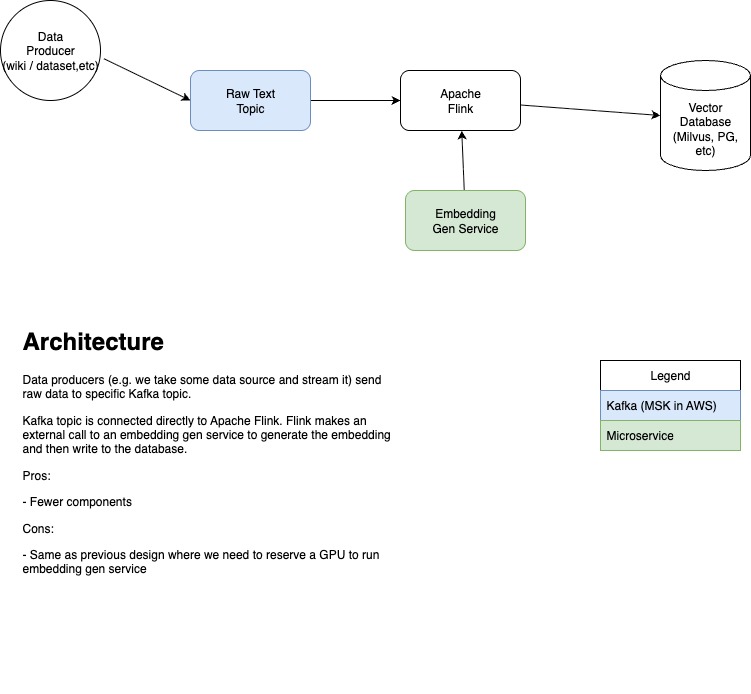 Data
Producer
(wiki / dataset,etc)
Raw Text
Topic
Apache
Flink
Vector
Database
(Milvus, PG,
etc)
Embedding
Gen Service
Architecture
Data producers (e.g. we take some data source and stream it) send
raw data to specific Kafka topic.
Kafka topic is connected directly to Apache Flink. Flink makes an
external call to an embedding gen service to generate the embedding
and then write to the database.
Pros:
- Fewer components
Cons:
- Same as previous design where we need to reserve a GPU to run
embedding gen service
Legend
Kafka (MSK in AWS)
Microservice